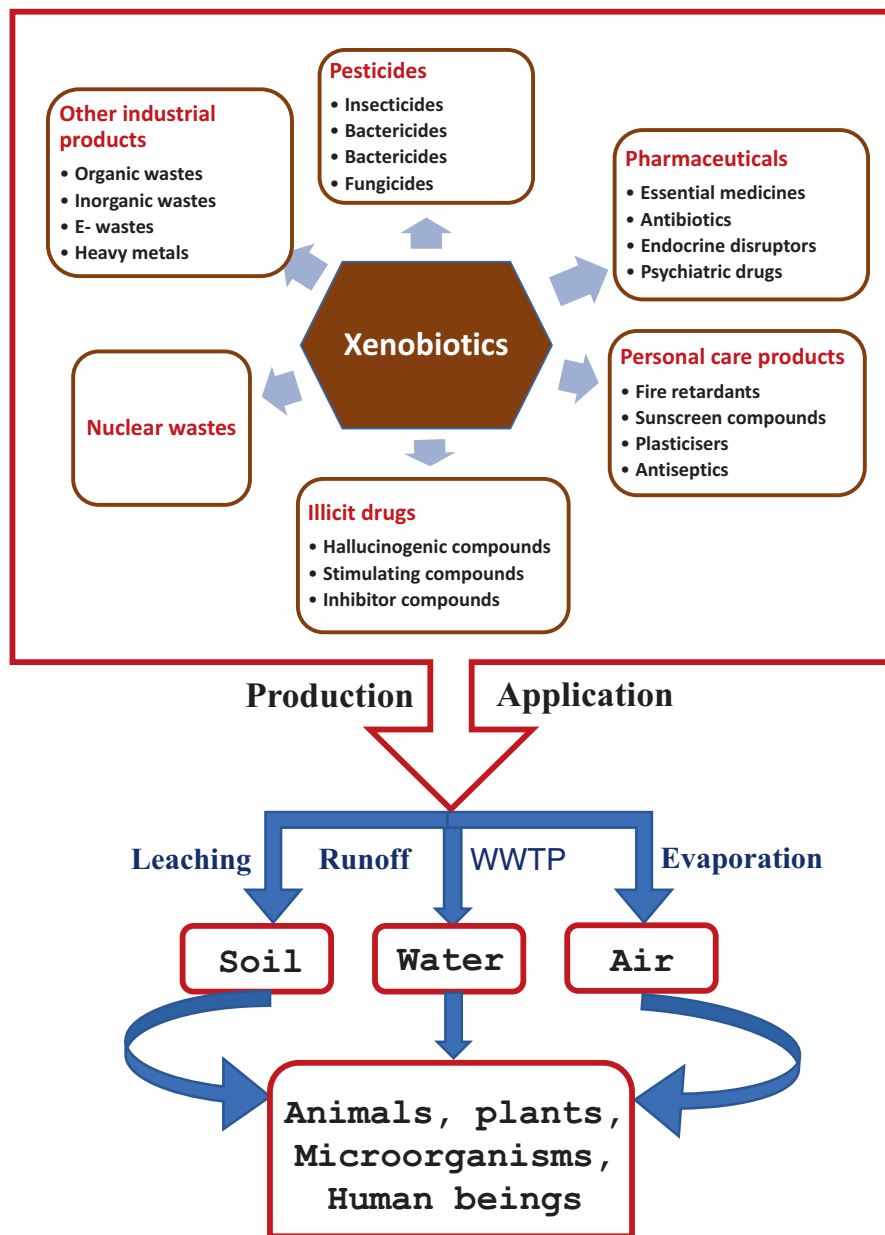 Pesticides
• Insecticides
• Bactericides
• Bactericides
• Fungicides
Other industrial
products
• Organic wastes
• Inorganic wastes
• E- wastes
• Heavy metals
Pharmaceuticals
• Essential medicines
• Antibiotics
• Endocrine disruptors
• Psychiatric drugs
Xenobiotics
Personal care products
• Fire retardants
• Sunscreen compounds
• Plasticisers
• Antiseptics
Nuclear wastes
Illicit drugs
• Hallucinogenic compounds
• Stimulating compounds
• Inhibitor compounds
Production Application
Leaching Runoff WWTP Evaporation
Soil Water Air
Animals, plants,
Microorganisms,
Human beings